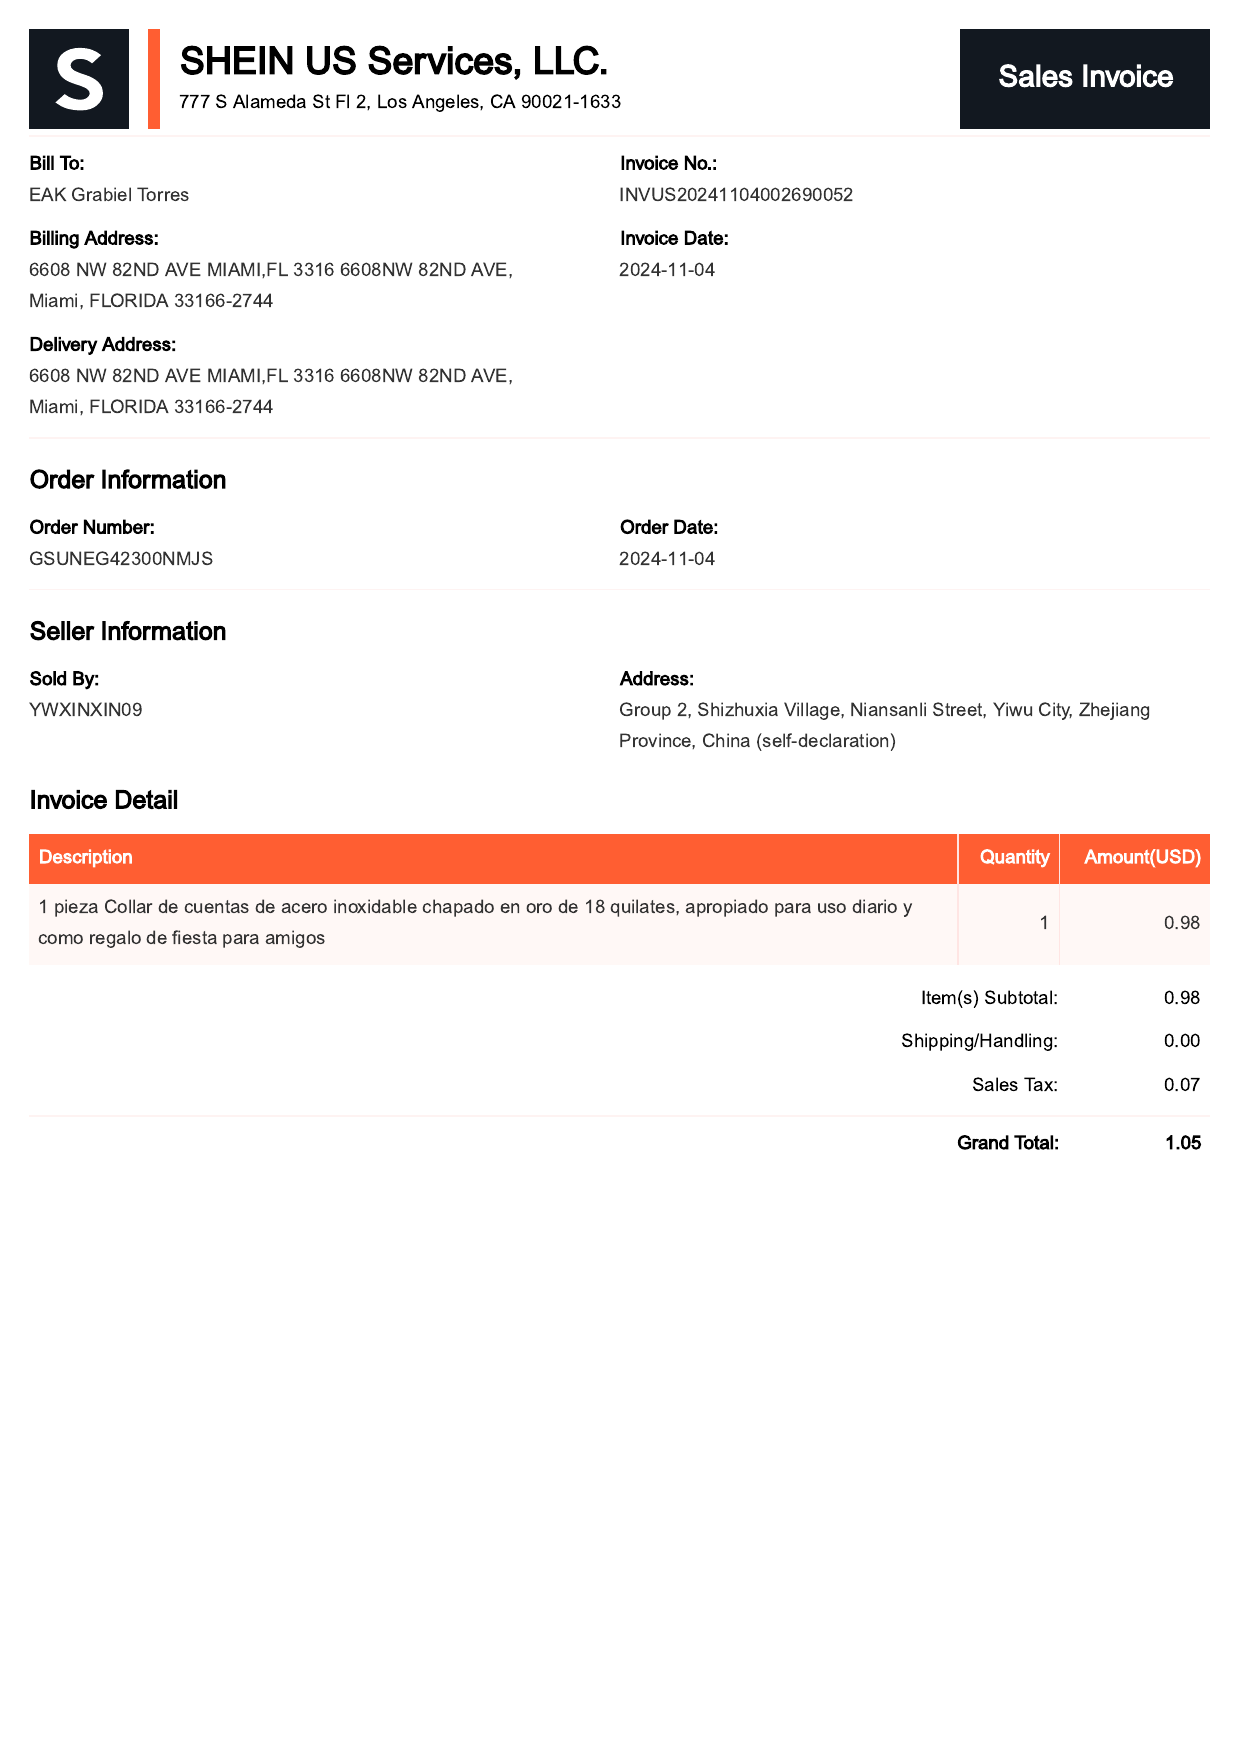 S
SHEIN US Services, LLC.
777 S Alameda St Fl 2, Los Angeles, CA 90021-1633
Sales Invoice
Bill To:
EAK Grabiel Torres
Invoice No.:
INVUS20241104002690052
Billing Address:
6608 NW 82ND AVE MIAMI,FL 3316 6608NW 82ND AVE,
Miami, FLORIDA 33166-2744
Invoice Date:
2024-11-04
Delivery Address:
6608 NW 82ND AVE MIAMI,FL 3316 6608NW 82ND AVE,
Miami, FLORIDA 33166-2744
Order Information
Order Number:
GSUNEG42300NMJS
Order Date:
2024-11-04
Seller Information
Sold By:
YWXINXIN09
Address:
Group 2, Shizhuxia Village, Niansanli Street, Yiwu City, Zhejiang
Province, China (self-declaration)
Invoice Detail
Description Quantity Amount(USD)
1 pieza Collar de cuentas de acero inoxidable chapado en oro de 18 quilates, apropiado para uso diario y
como regalo de fiesta para amigos
1 0.98
Item(s) Subtotal: 0.98
Shipping/Handling: 0.00
Sales Tax: 0.07
Grand Total: 1.05